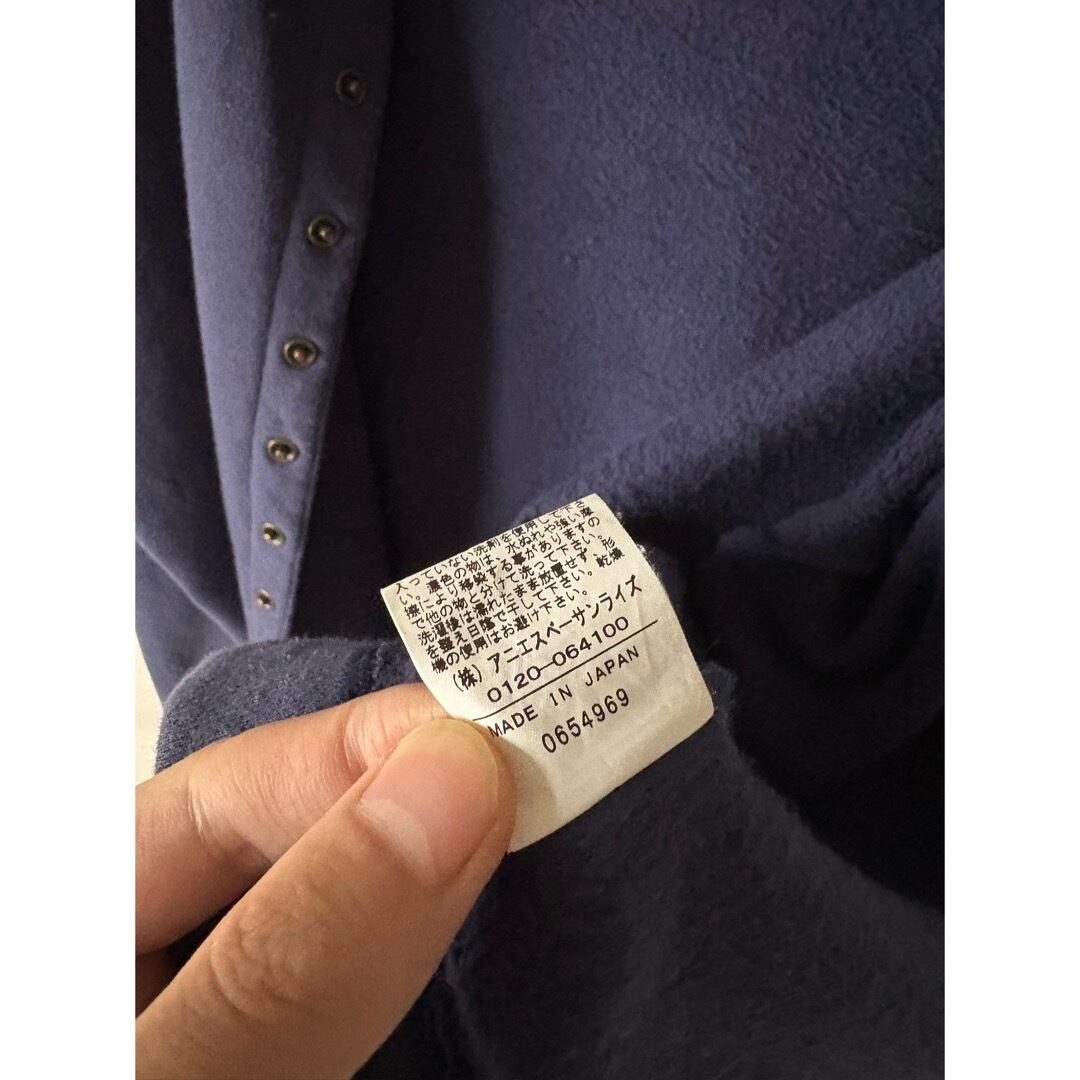 入っていない洗剤を使用して下さ
い。濃色の物は、水ぬれや強い摩
擦により移染する事がありますの
で他の物と分けて洗って下さい。
洗濯後は濡れたまま放置せず、形
を整え日陰で干して下さい。乾燥
機の使用はお避け下さい。
(株) アニエスベーサンライズ
0120-064100
MADE IN JAPAN
0654969